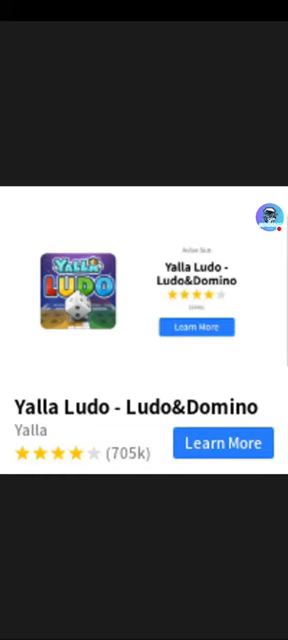 YALLA
LUDO
Yalla Ludo -
Ludo&Domino
Learn More
Yalla Ludo - Ludo&Domino
Yalla
(705k)
Learn More